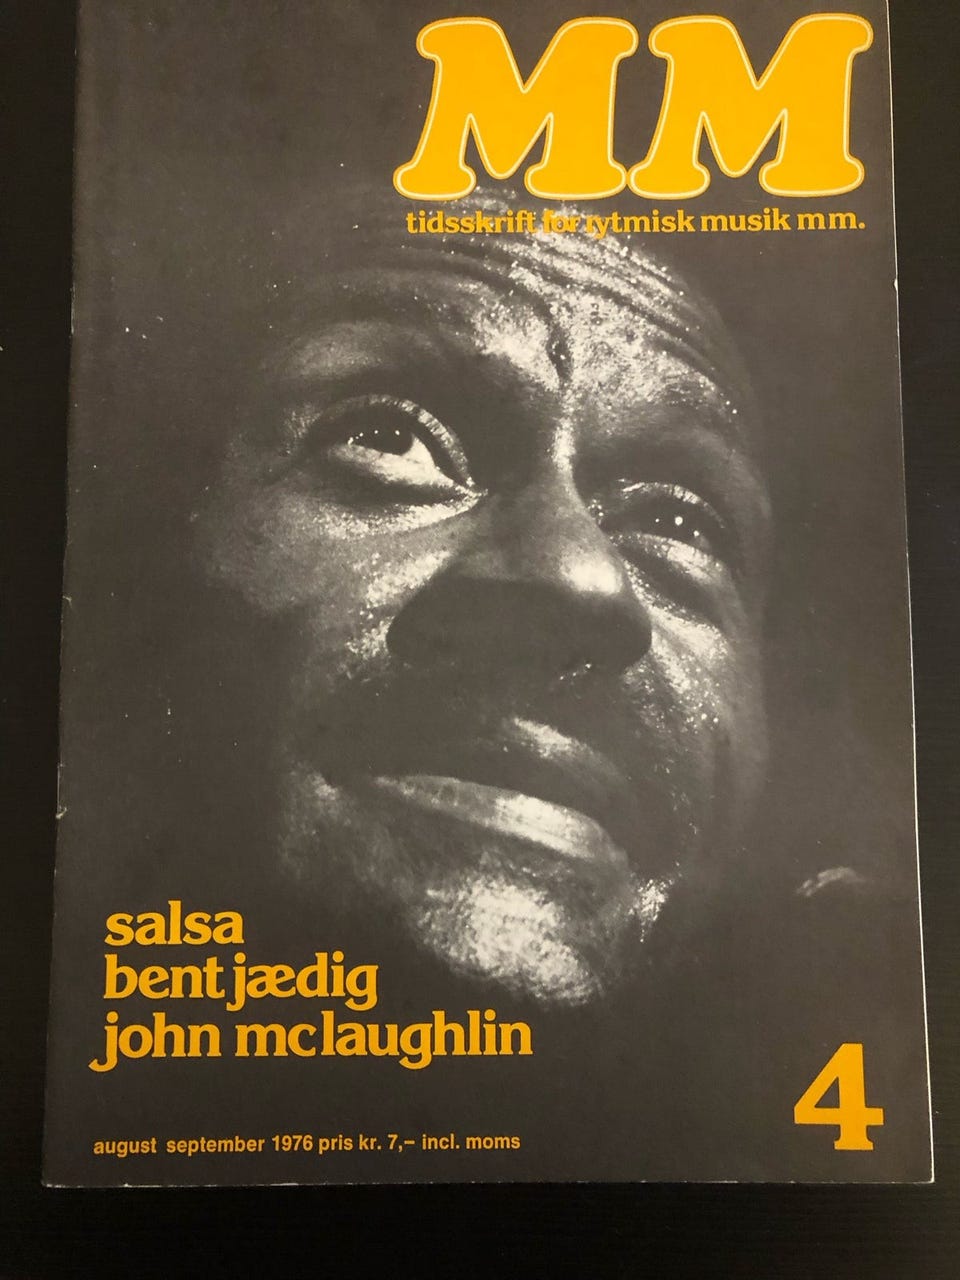 MM
tidsskrift for rytmisk musik mm.
salsa
bent jædig
john mclaughlin
4
august september 1976 pris kr. 7,– incl. moms